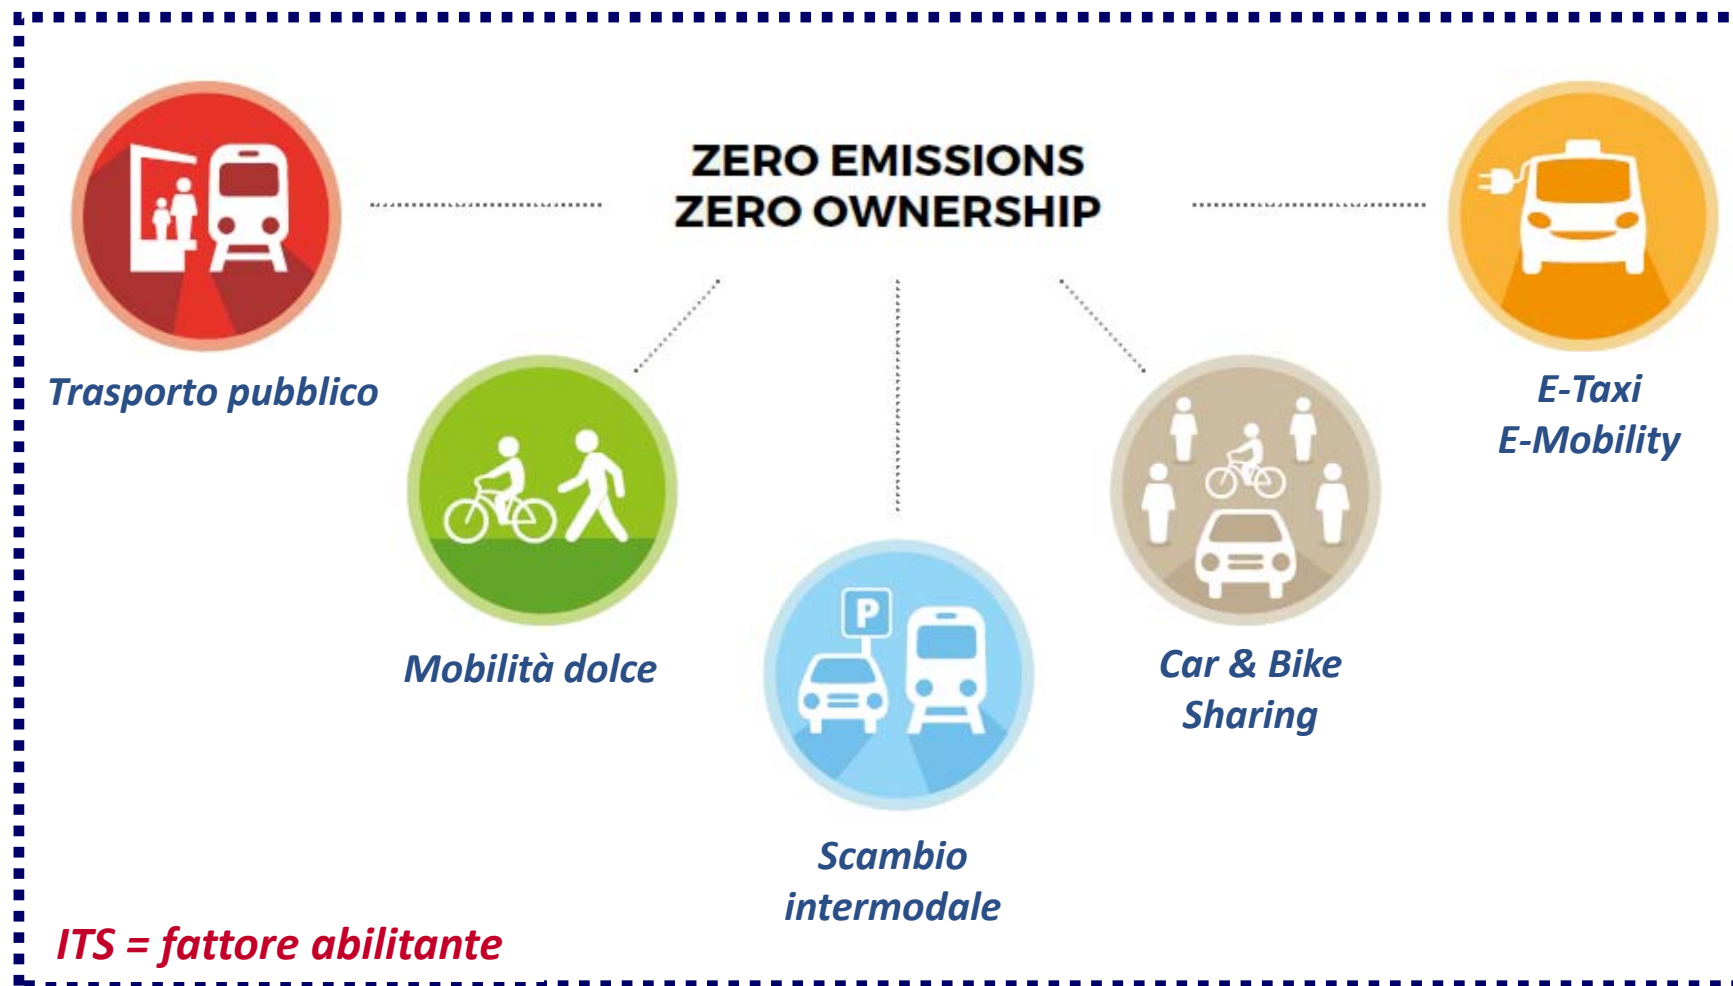 ZERO EMISSIONS
ZERO OWNERSHIP
Trasporto pubblico
Mobilità dolce
P
Scambio
intermodale
Car & Bike
Sharing
E-Taxi
E-Mobility
ITS = fattore abilitante